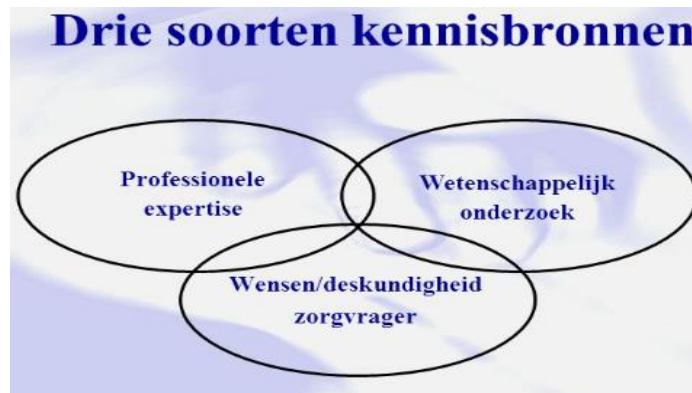 Drie soorten kennisbronnen
Professionele
expertise
Wetenschappelijk
onderzoek
Wensen/deskundigheid
zorgvrager